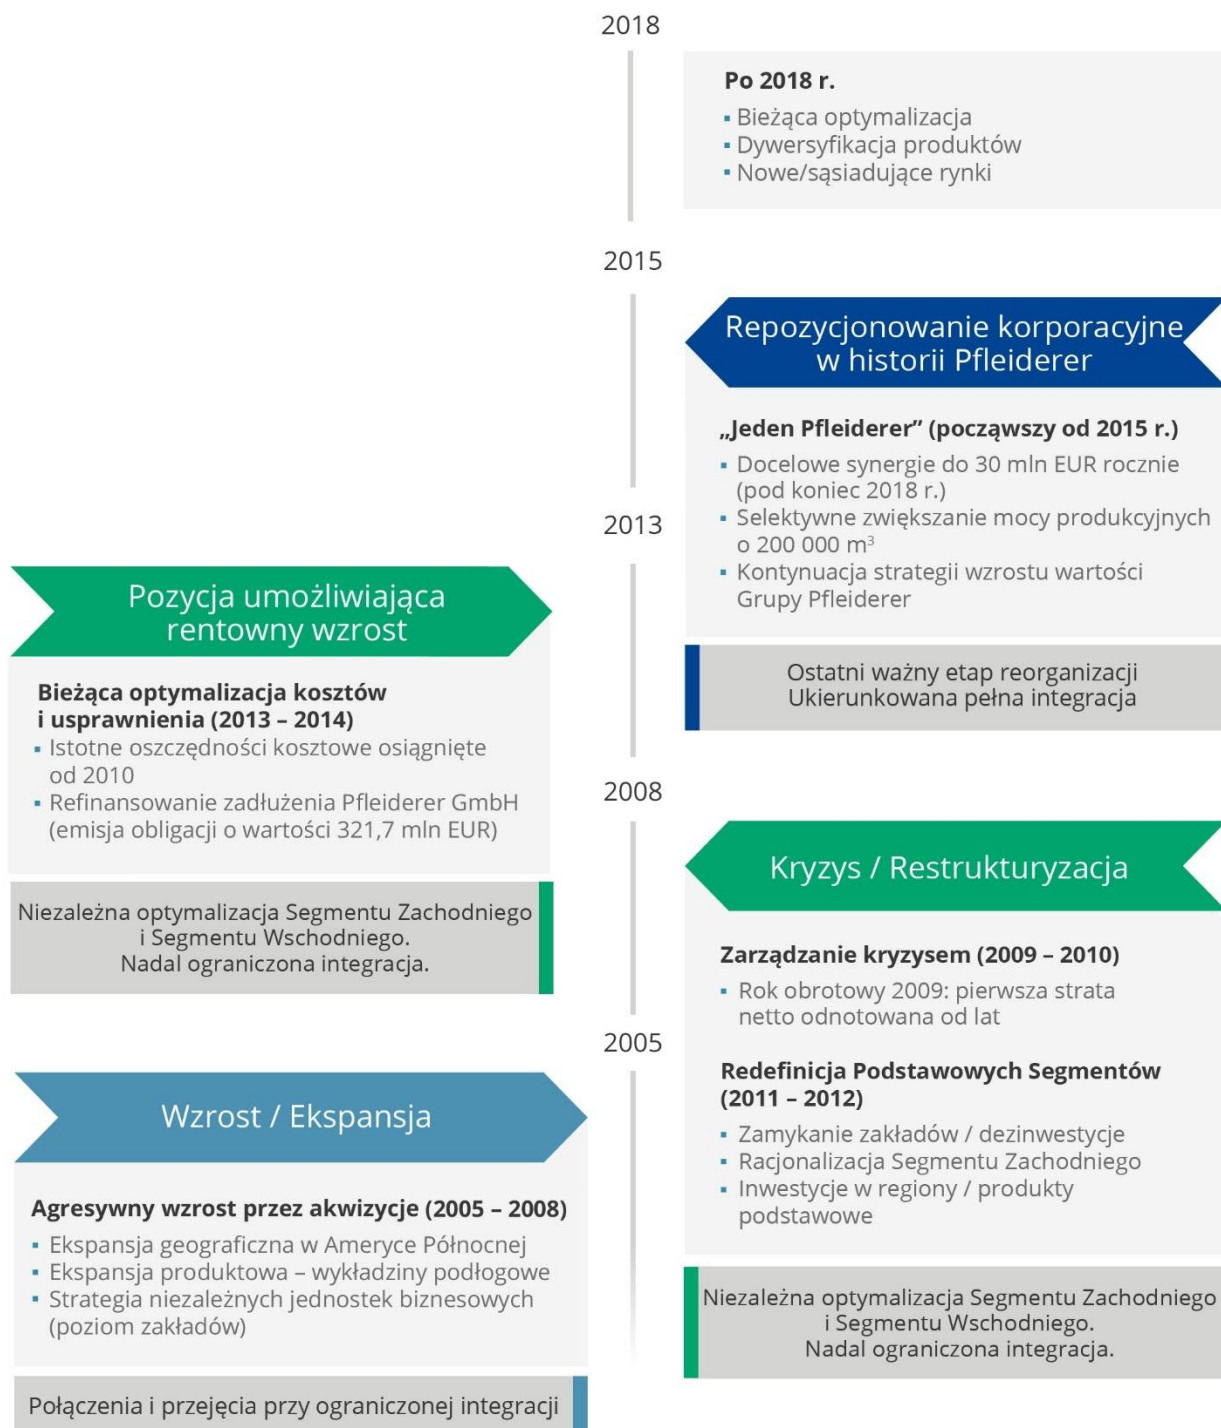 2018
Po 2018 r.
▪ Bieżąca optymalizacja
▪ Dywersyfikacja produktów
▪ Nowe/sąsiadujące rynki
2015
Repozycjonowanie korporacyjne
w historii Pfleiderer
„Jeden Pfleiderer” (począwszy od 2015 r.)
▪ Docelowe synergie do 30 mln EUR rocznie
(pod koniec 2018 r.)
▪ Selektywne zwiększanie mocy produkcyjnych
o 200 000 m³
▪ Kontynuacja strategii wzrostu wartości
Grupy Pfleiderer
Ostatni ważny etap reorganizacji
Ukierunkowana pełna integracja
2013
Pozycja umożliwiająca
rentowny wzrost
Bieżąca optymalizacja kosztów
i usprawnienia (2013 – 2014)
▪ Istotne oszczędności kosztowe osiągnięte
od 2010
▪ Refinansowanie zadłużenia Pfleiderer GmbH
(emisja obligacji o wartości 321,7 mln EUR)
Niezależna optymalizacja Segmentu Zachodniego
i Segmentu Wschodniego.
Nadal ograniczona integracja.
2008
Kryzys / Restrukturyzacja
Zarządzanie kryzysem (2009 – 2010)
▪ Rok obrotowy 2009: pierwsza strata
netto odnotowana od lat
Redefinicja Podstawowych Segmentów
(2011 – 2012)
▪ Zamykanie zakładów / dezinwestycje
▪ Racjonalizacja Segmentu Zachodniego
▪ Inwestycje w regiony / produkty
podstawowe
Niezależna optymalizacja Segmentu Zachodniego
i Segmentu Wschodniego.
Nadal ograniczona integracja.
2005
Wzrost / Ekspansja
Agresywny wzrost przez akwizycje (2005 – 2008)
▪ Ekspansja geograficzna w Ameryce Północnej
▪ Ekspansja produktowa – wykładziny podłogowe
▪ Strategia niezależnych jednostek biznesowych
(poziom zakładów)
Połączenia i przejęcia przy ograniczonej integracji